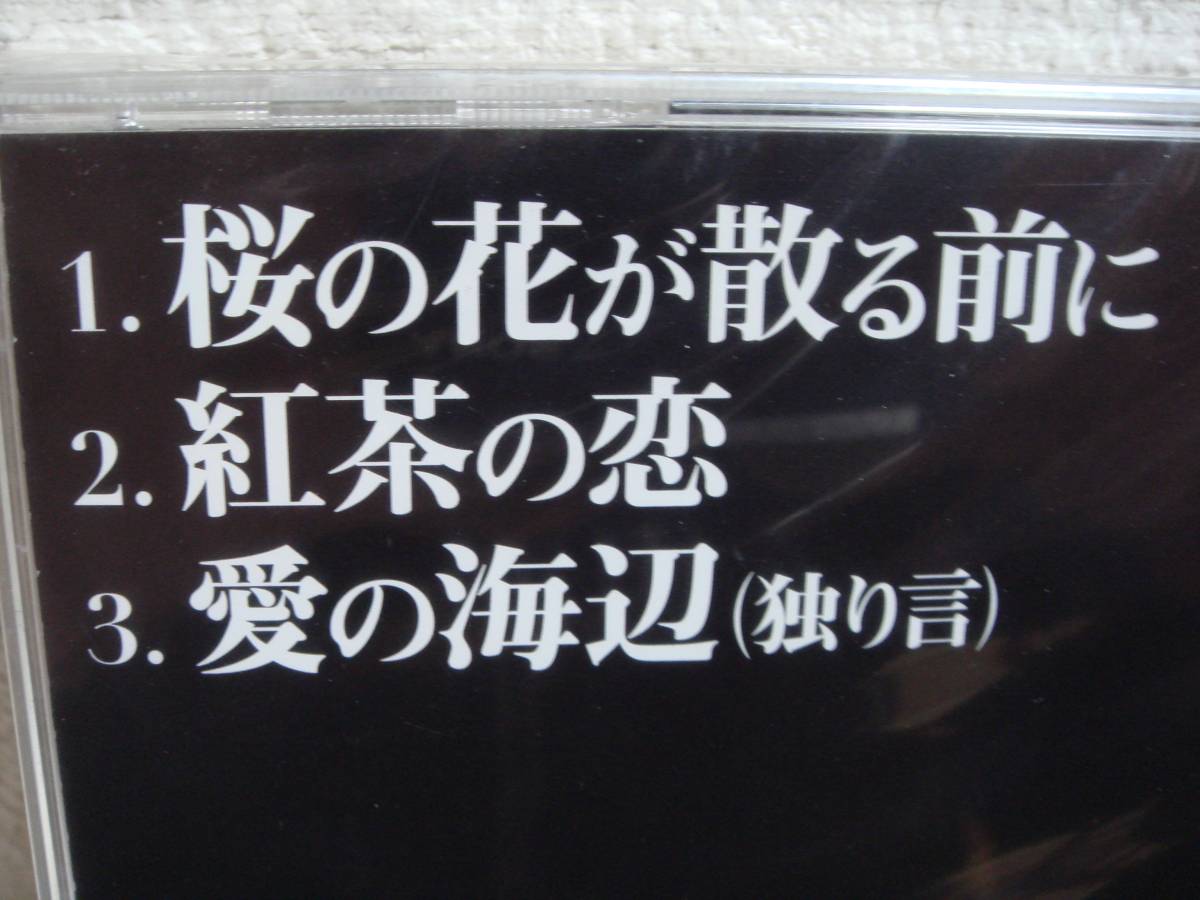 1. 桜の花が散る前に
2. 紅茶の恋
3. 愛の海辺(独り言)